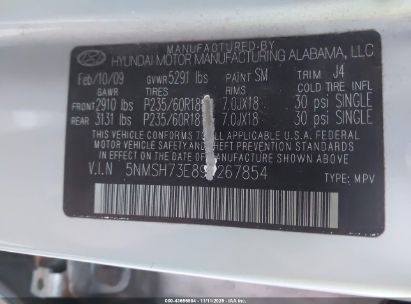 MANUFACTURED BY
HYUNDAI MOTOR MANUFACTURING ALABAMA, LLC
Feb/10/09 GVWR 5291 lbs PAINT SM TRIM J4
GAWR COLD TIRE INFL
FRONT 2910 lbs P235/60R18 7.0JX18 30 psi SINGLE
REAR 3131 lbs P235/60R18 7.0JX18 30 psi SINGLE
THIS VEHICLE CONFORMS TO ALL APPLICABLE U.S.A. FEDERAL
MOTOR VEHICLE SAFETY AND THEFT PREVENTION STANDARDS IN
EFFECT ON THE DATE OF MANUFACTURE SHOWN ABOVE.
V.I.N 5NMSH73E89 267854 TYPE: MPV